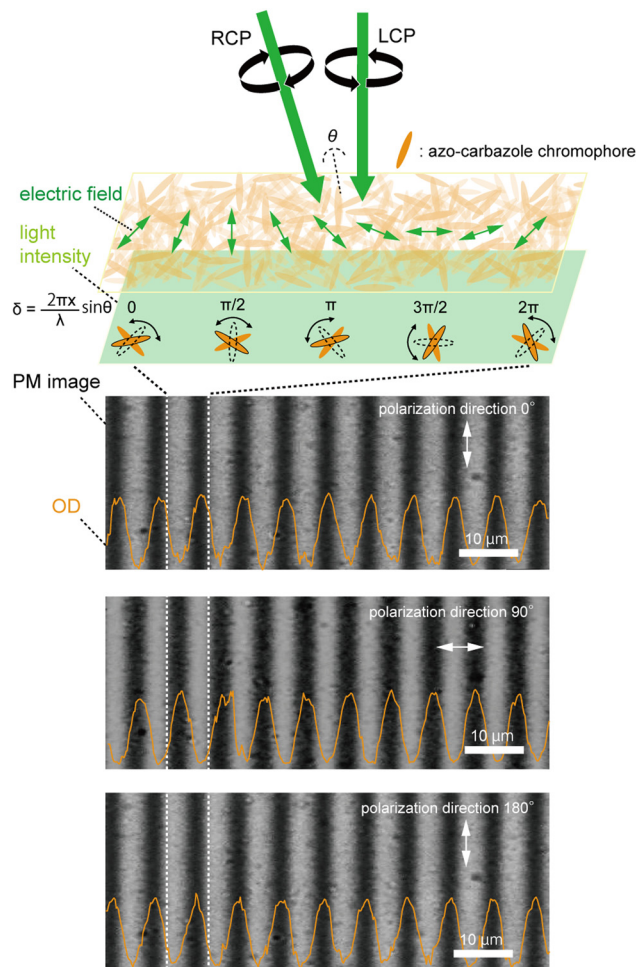 RCP LCP
θ
: azo-carbazole chromophore
electric field
light
intensity
δ = 2πx/λ sinθ 0 π/2 π 3π/2 2π
PM image
polarization direction 0°
OD
10 μm
polarization direction 90°
10 μm
polarization direction 180°
10 μm